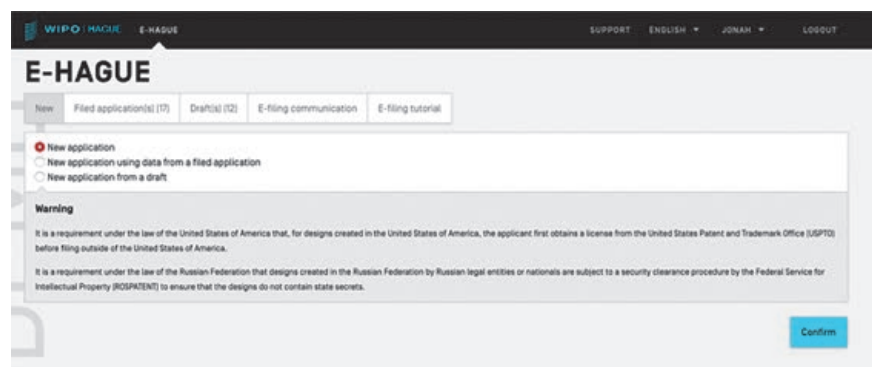 WIPO | HAGUE E-HAGUE SUPPORT ENGLISH JONAH LOGOUT
E-HAGUE
New Filed application(s) (17) Draft(s) (12) E-filing communication E-filing tutorial
New application
New application using data from a filed application
New application from a draft
Warning
It is a requirement under the law of the United States of America that, for designs created in the United States of America, the applicant first obtains a license from the United States Patent and Trademark Office (USPTO)
before filing outside of the United States of America.
It is a requirement under the law of the Russian Federation that designs created in the Russian Federation by Russian legal entities or nationals are subject to a security clearance procedure by the Federal Service for
Intellectual Property (ROSPATENT) to ensure that the designs do not contain state secrets.
Confirm